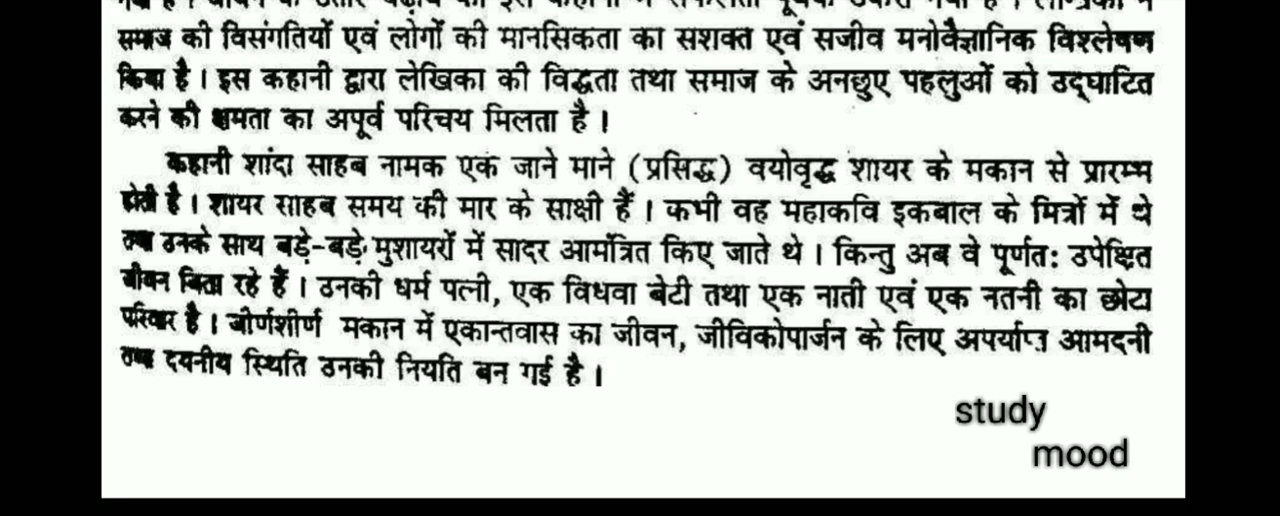 समाज की विसंगतियों एवं लोगों की मानसिकता का सशक्त एवं सजीव मनोवैज्ञानिक विश्लेषण
किया है । इस कहानी द्वारा लेखिका की विद्धता तथा समाज के अनछुए पहलुओं को उद्घाटित
करने की क्षमता का अपूर्व परिचय मिलता है ।
कहानी शांदा साहब नामक एक जाने माने (प्रसिद्ध) वयोवृद्ध शायर के मकान से प्रारम्भ
होती है । शायर साहब समय की मार के साक्षी हैं । कभी वह महाकवि इकबाल के मित्रों में थे
तथा उनके साथ बड़े-बड़े मुशायरों में सादर आमंत्रित किए जाते थे । किन्तु अब वे पूर्णत: उपेक्षित
जीवन बिता रहे हैं । उनकी धर्म पत्नी, एक विधवा बेटी तथा एक नाती एवं एक नतनी का छोटा
परिवार है । जीर्णशीर्ण मकान में एकान्तवास का जीवन, जीविकोपार्जन के लिए अपर्याप्त आमदनी
तथा दयनीय स्थिति उनकी नियति बन गई है ।
study
mood